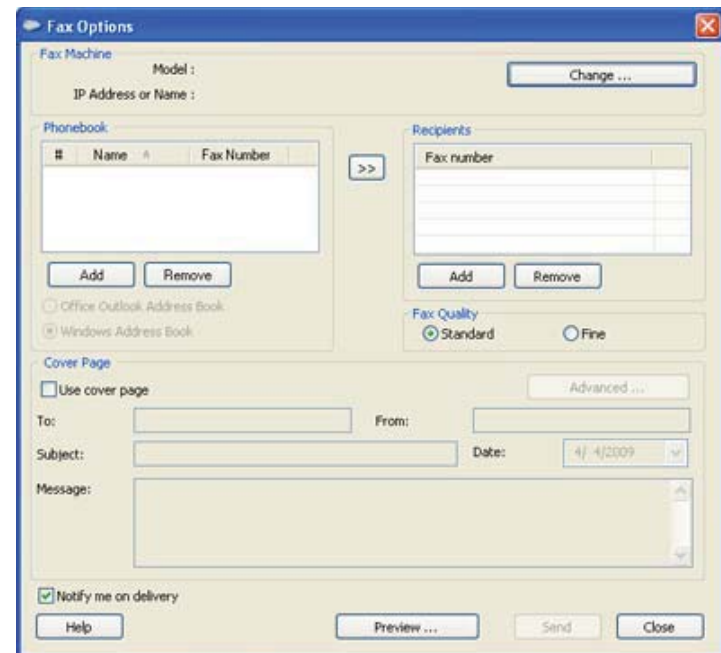 Fax Options
Fax Machine
Model :
Change ...
IP Address or Name :
Phonebook
# Name Fax Number
>>
Recipients
Fax number
Add Remove
Add Remove
Office Outlook Address Book
Windows Address Book
Fax Quality
Standard Fine
Cover Page
Use cover page
Advanced ...
To:
From:
Subject:
Date: 4/ 4/2009
Message:
Notify me on delivery
Help Preview ... Send Close